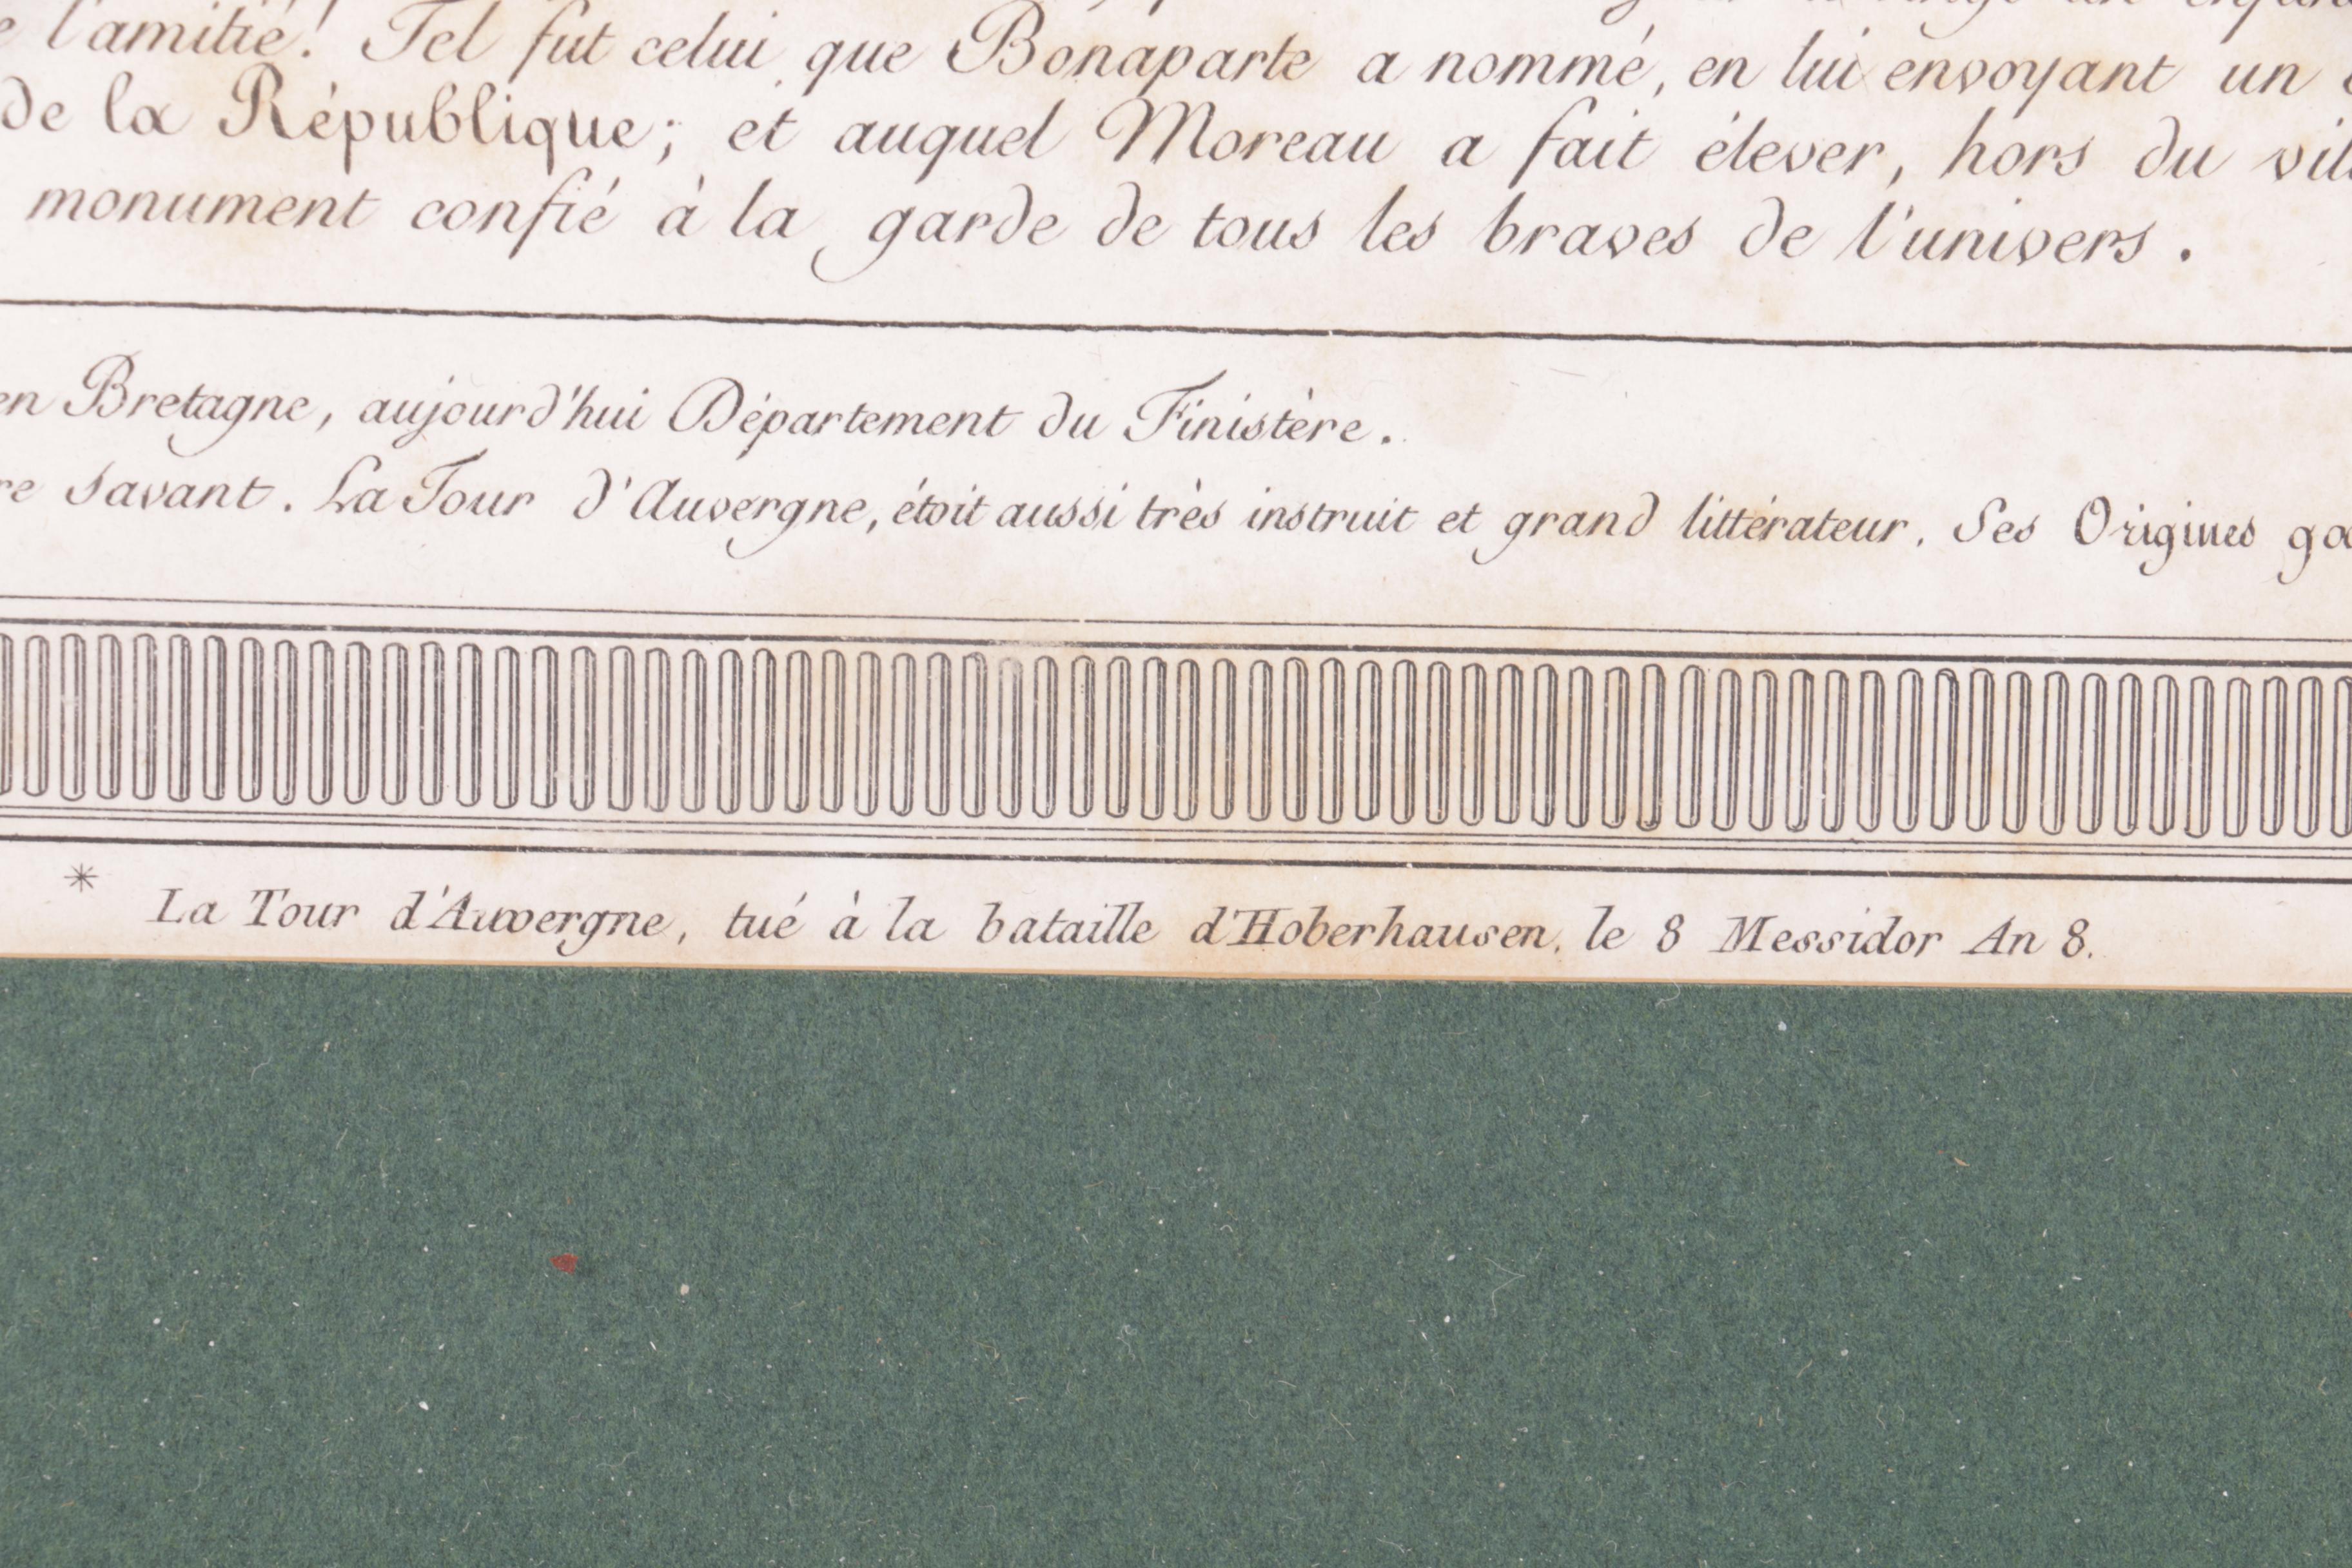 l'amitié! Tel fut celui que Bonaparte a nommé, en lui envoyant un
de la République; et auquel Moreau a fait élever, hors du
monument confié à la garde de tous les braves de l'univers.
en Bretagne, aujourd'hui Département du Finistère.
savant. La Tour d'Auvergne, étoit aussi très instruit et grand littérateur. Ses Origines
* La Tour d'Auvergne, tué à la bataille d'Hoberhausen, le 8 Messidor An 8.